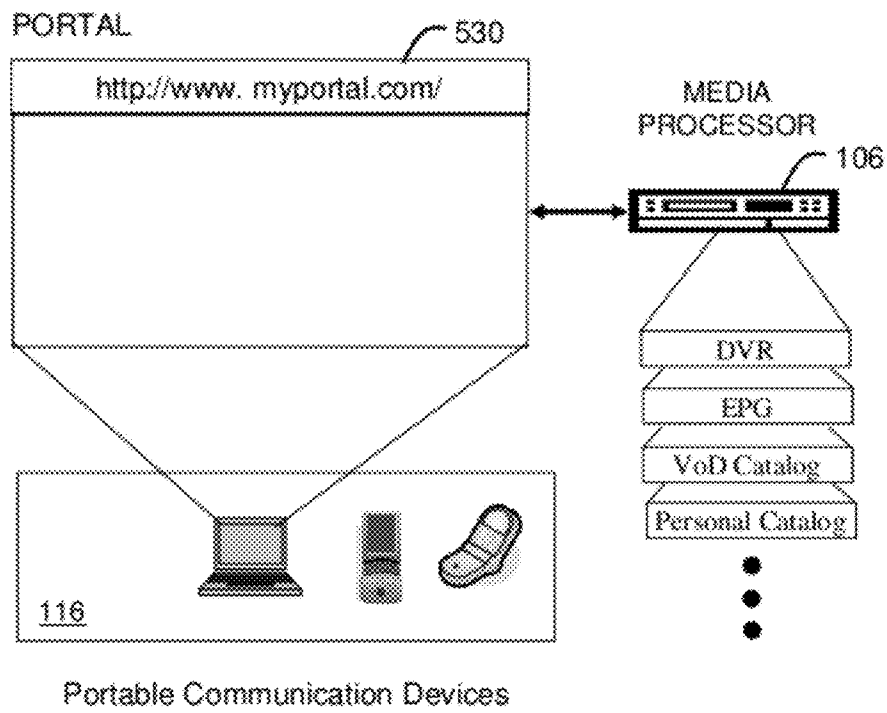 PORTAL
530
http://www. myportal.com/
MEDIA
PROCESSOR
106
DVR
EPG
VoD Catalog
Personal Catalog
116
Portable Communication Devices